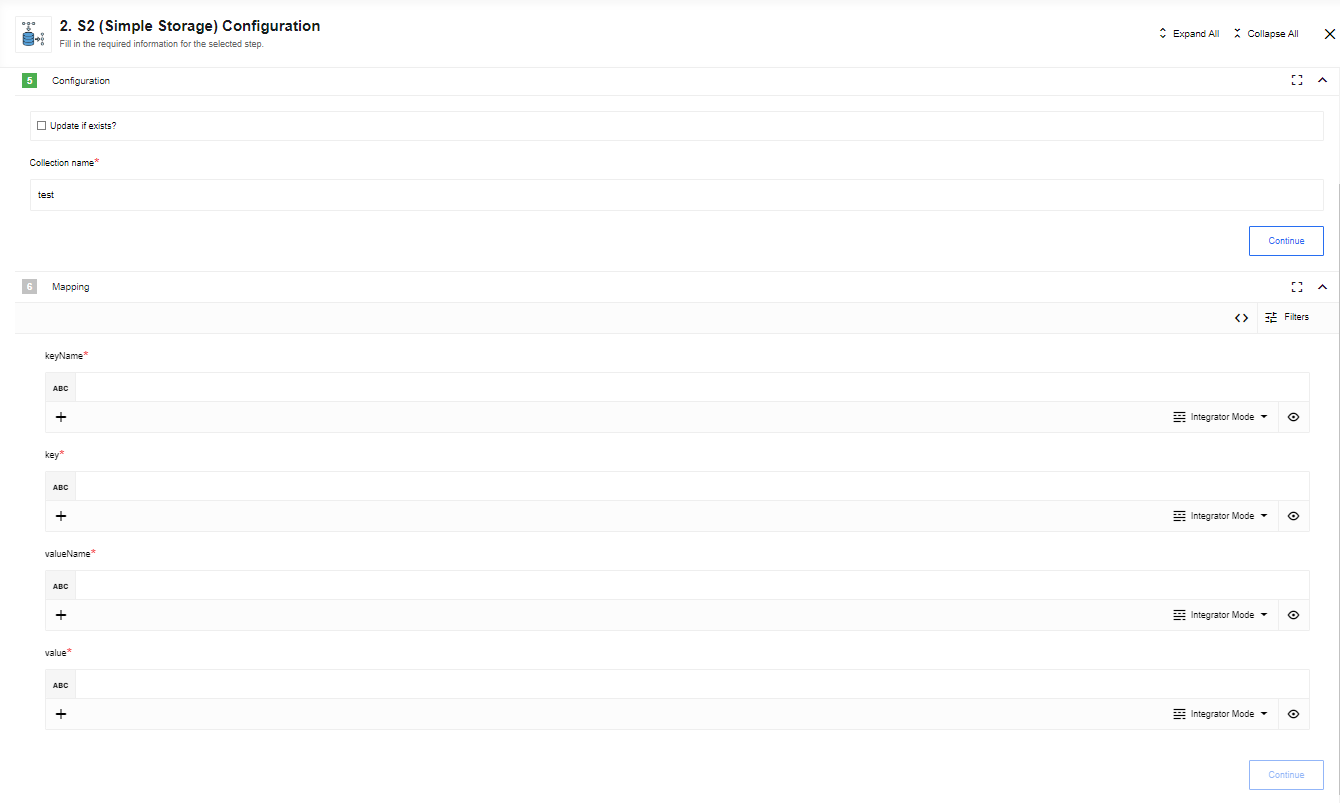 2. S2 (Simple Storage) Configuration
Fill in the required information for the selected step.
Expand All
Collapse All
5
Configuration
Update if exists?
Collection name*
test
Continue
6
Mapping
<>
Filters
keyName*
ABC
+
Integrator Mode
key*
ABC
+
Integrator Mode
valueName*
ABC
+
Integrator Mode
value*
ABC
+
Integrator Mode
Continue